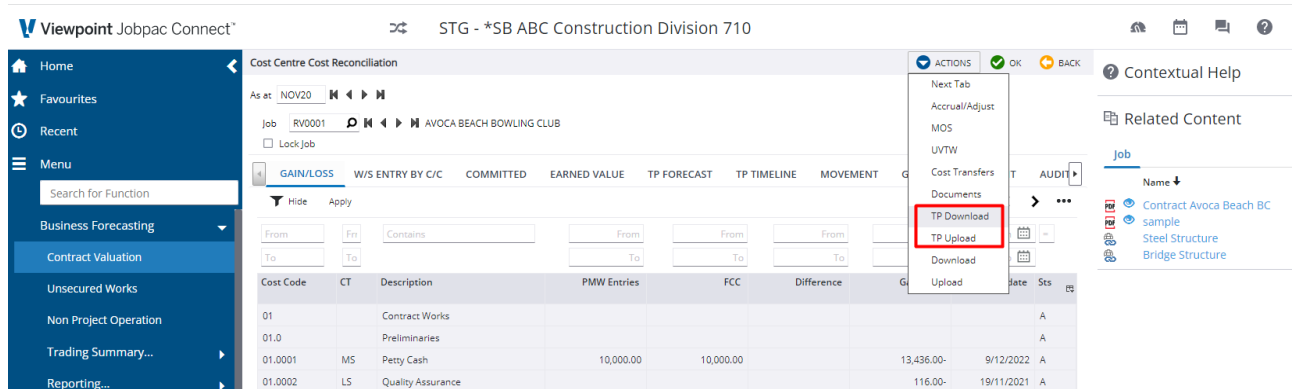 Viewpoint Jobpac Connect™
STG - *SB ABC Construction Division 710
Home
Favourites
Recent
Menu
Search for Function
Business Forecasting
Contract Valuation
Unsecured Works
Non Project Operation
Trading Summary...
Reporting...
Cost Centre Cost Reconciliation
ACTIONS OK BACK
As at NOV20
Job RV0001 AVOCA BEACH BOWLING CLUB
Lock Job
GAIN/LOSS W/S ENTRY BY C/C COMMITTED EARNED VALUE TP FORECAST TP TIMELINE MOVEMENT G T AUDIT
Hide Apply
From Fr Contains From From From
To To To To To
Cost Code CT Description PMW Entries FCC Difference Ga date Sts
01 Contract Works A
01.0 Preliminaries A
01.0001 MS Petty Cash 10,000.00 10,000.00 13,436.00- 9/12/2022 A
01.0002 LS Quality Assurance 116.00- 19/11/2021 A
Next Tab
Accrual/Adjust
MOS
UVTW
Cost Transfers
Documents
TP Download
TP Upload
Download
Upload
Contextual Help
Related Content
Job
Name
Contract Avoca Beach BC
sample
Steel Structure
Bridge Structure